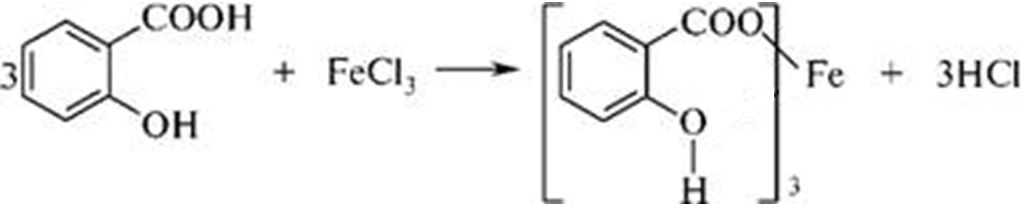 COOH
OH
3 + FeCl₃ ⟶ [ COO O H ]₃ Fe + 3HCl